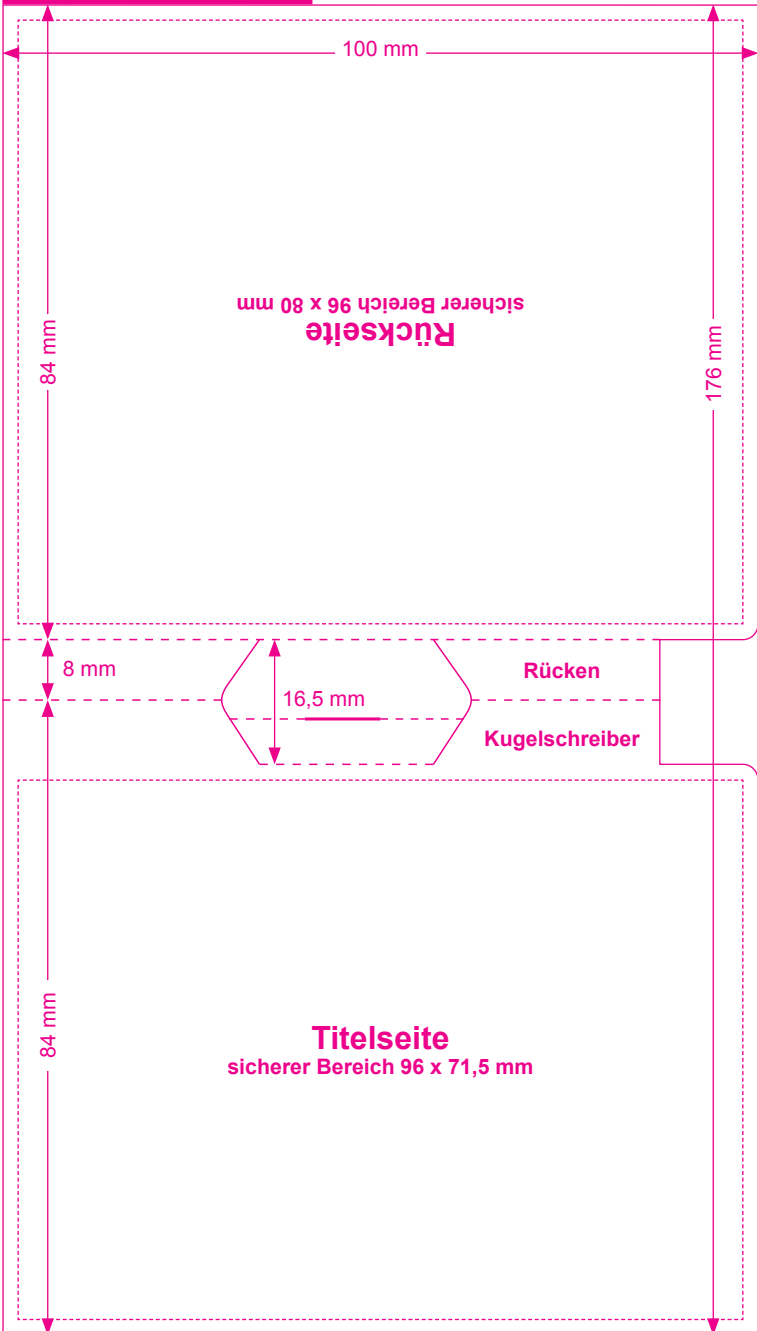 100 mm
Rückseite
sicherer Bereich 96 x 80 mm
84 mm
176 mm
8 mm
Rücken
16,5 mm
Kugelschreiber
84 mm
Titelseite
sicherer Bereich 96 x 71,5 mm